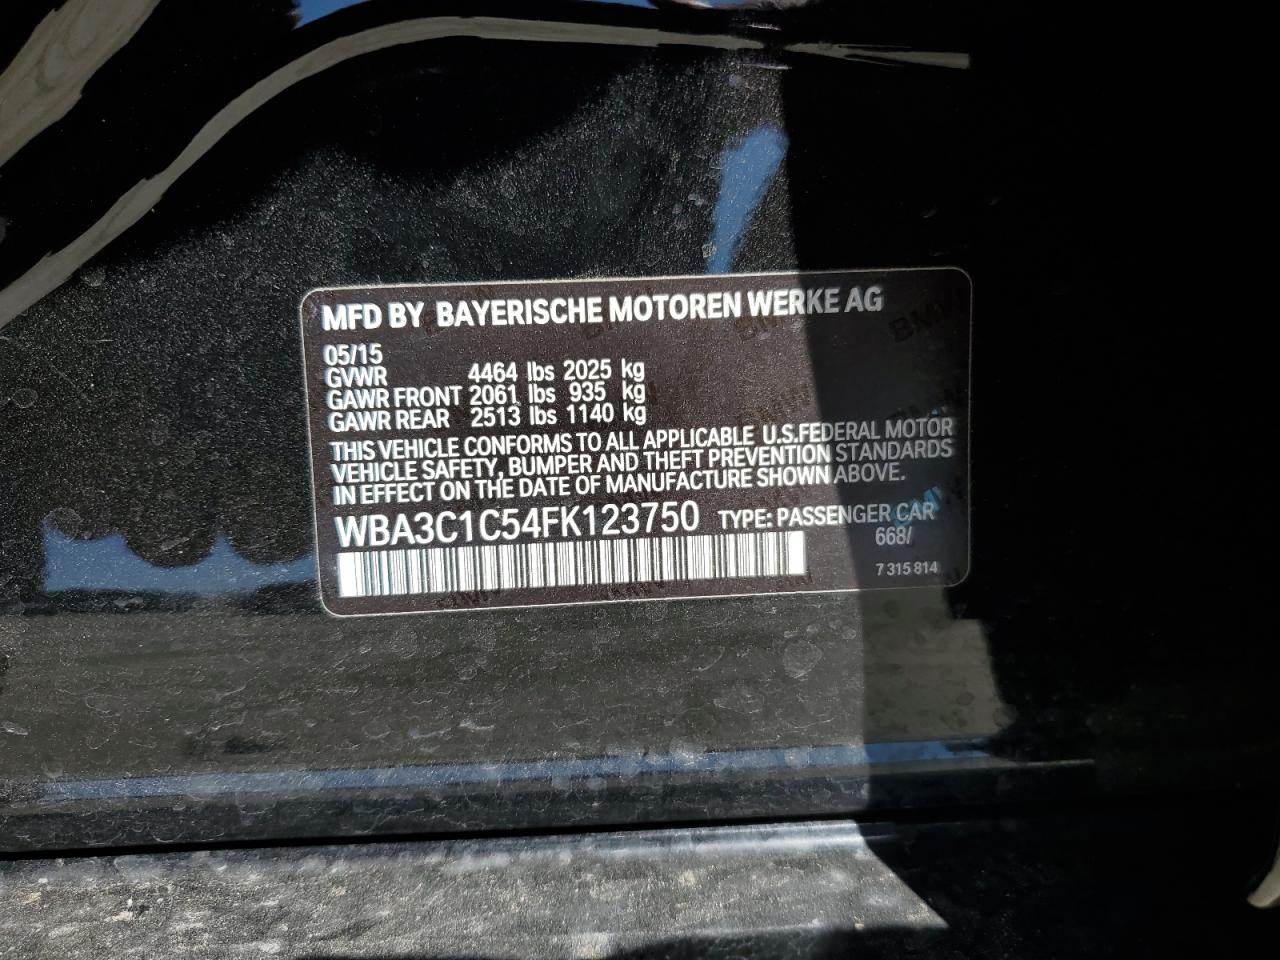 MFD BY BAYERISCHE MOTOREN WERKE AG
05/15
GVWR 4464 lbs 2025 kg
GAWR FRONT 2061 lbs 935 kg
GAWR REAR 2513 lbs 1140 kg
THIS VEHICLE CONFORMS TO ALL APPLICABLE U.S.FEDERAL MOTOR
VEHICLE SAFETY, BUMPER AND THEFT PREVENTION STANDARDS
IN EFFECT ON THE DATE OF MANUFACTURE SHOWN ABOVE.
WBA3C1C54FK123750 TYPE: PASSENGER CAR
668/
7 315 814